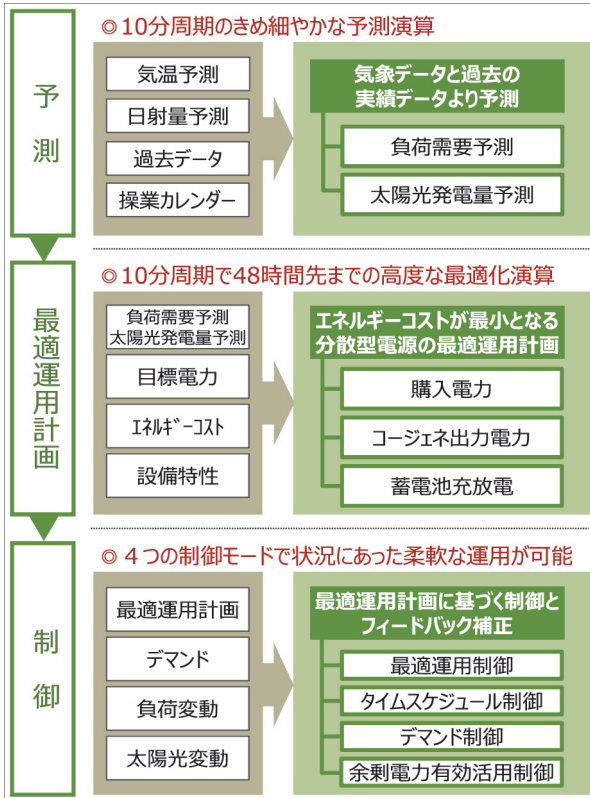 予測
◎10分周期のきめ細やかな予測演算
気温予測
日射量予測
過去データ
操業カレンダー
気象データと過去の
実績データより予測
負荷需要予測
太陽光発電量予測
最適運用計画
◎10分周期で48時間先までの高度な最適化演算
負荷需要予測
太陽光発電量予測
目標電力
エネルギーコスト
設備特性
エネルギーコストが最小となる
分散型電源の最適運用計画
購入電力
コージェネ出力電力
蓄電池充放電
制御
◎４つの制御モードで状況にあった柔軟な運用が可能
最適運用計画
デマンド
負荷変動
太陽光変動
最適運用計画に基づく制御と
フィードバック補正
最適運用制御
タイムスケジュール制御
デマンド制御
余剰電力有効活用制御